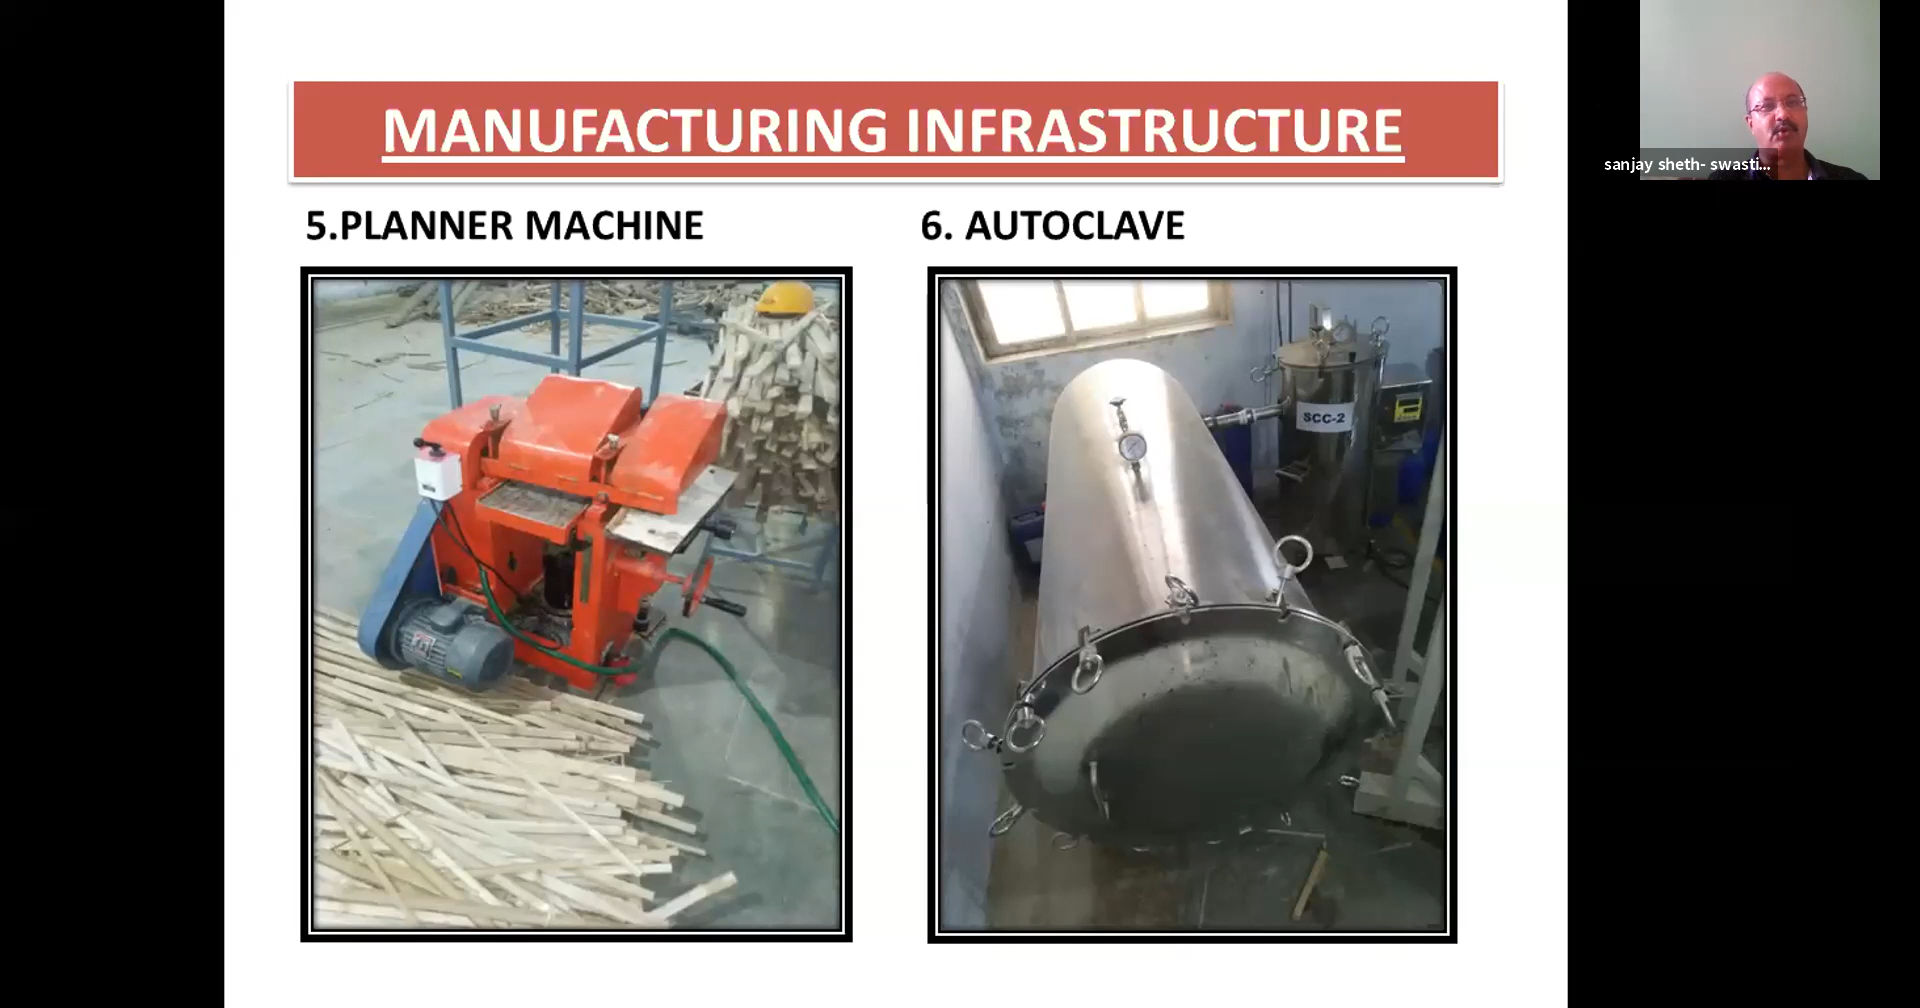 MANUFACTURING INFRASTRUCTURE
5.PLANNER MACHINE
6. AUTOCLAVE
SCC-2
sanjay sheth- swasti...